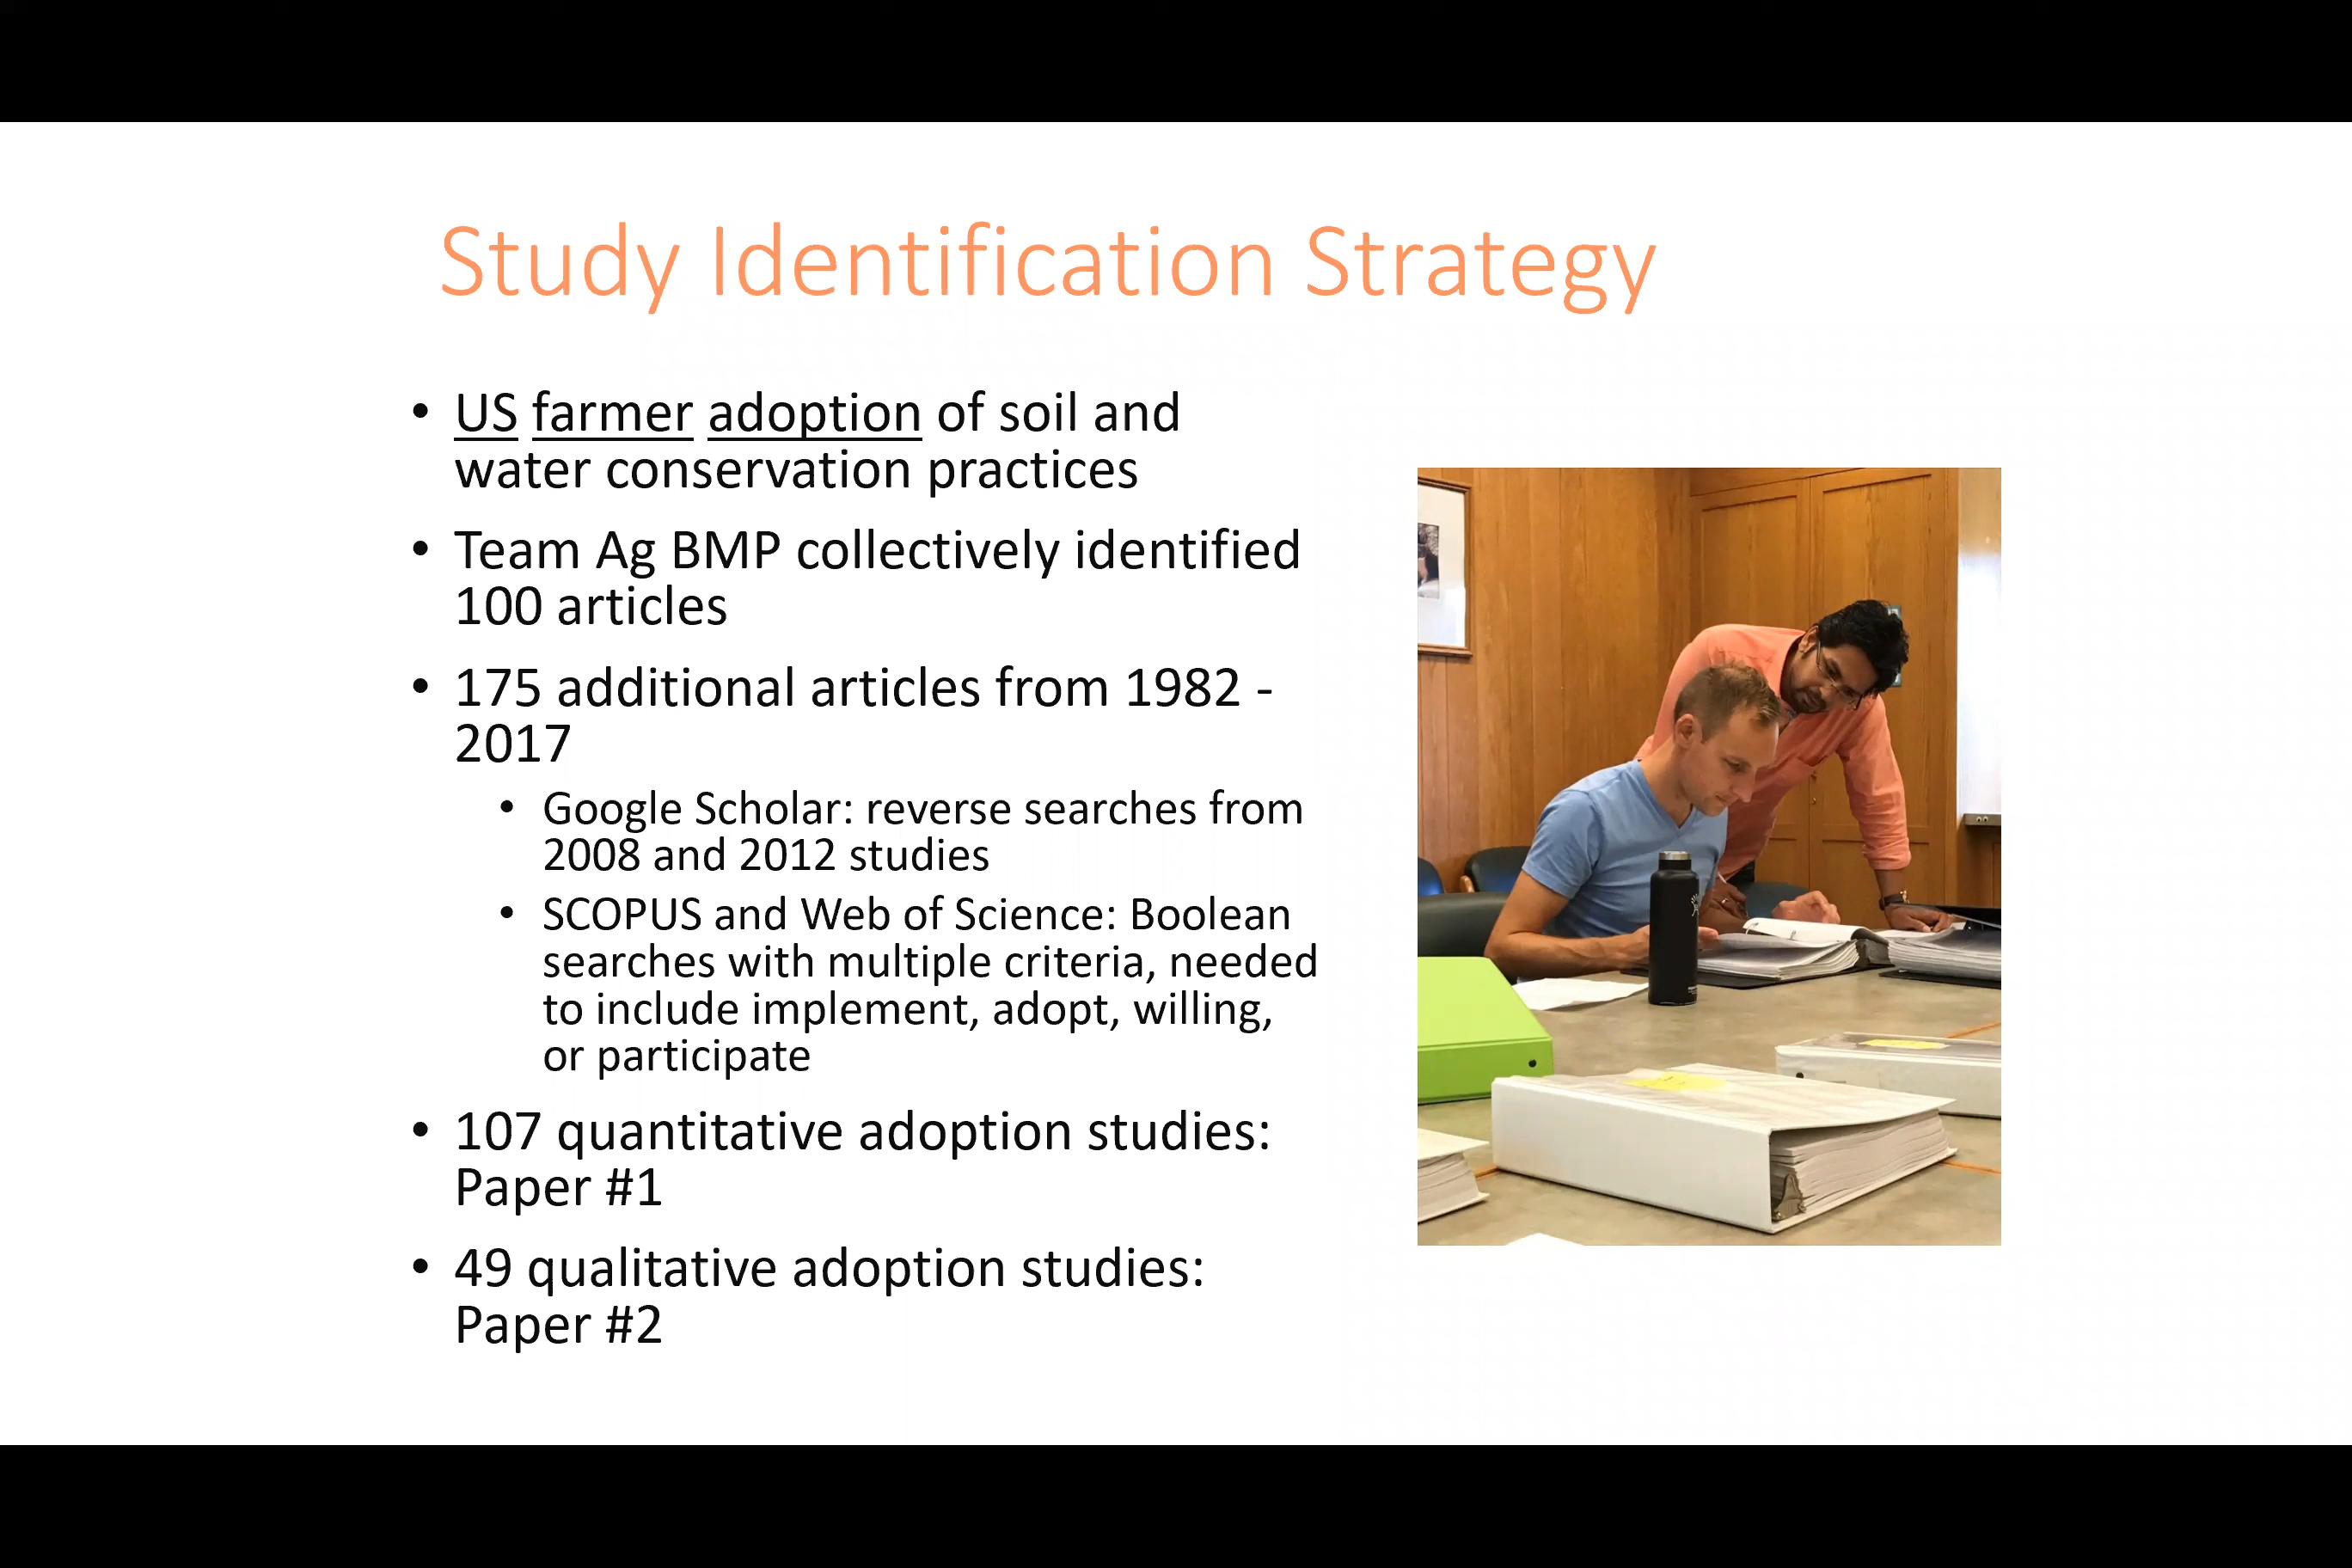 Study Identification Strategy
• US farmer adoption of soil and
water conservation practices
• Team Ag BMP collectively identified
100 articles
• 175 additional articles from 1982 -
2017
• Google Scholar: reverse searches from
2008 and 2012 studies
• SCOPUS and Web of Science: Boolean
searches with multiple criteria, needed
to include implement, adopt, willing,
or participate
• 107 quantitative adoption studies:
Paper #1
• 49 qualitative adoption studies:
Paper #2